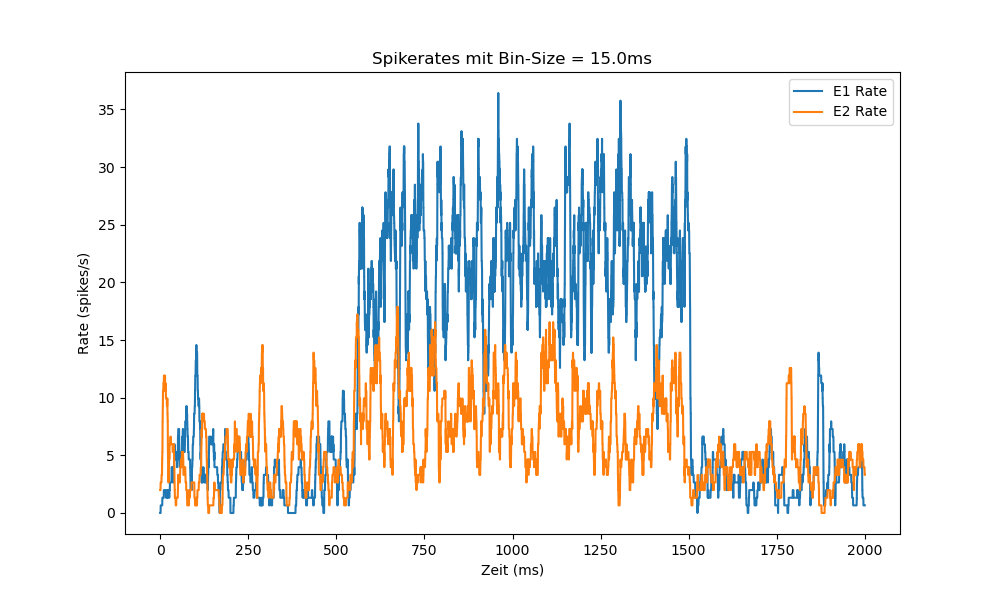 Spikerates mit Bin-Size = 15.0ms
E1 Rate
E2 Rate
Rate (spikes/s)
35
30
25
20
15
10
5
0
0 250 500 750 1000 1250 1500 1750 2000
Zeit (ms)